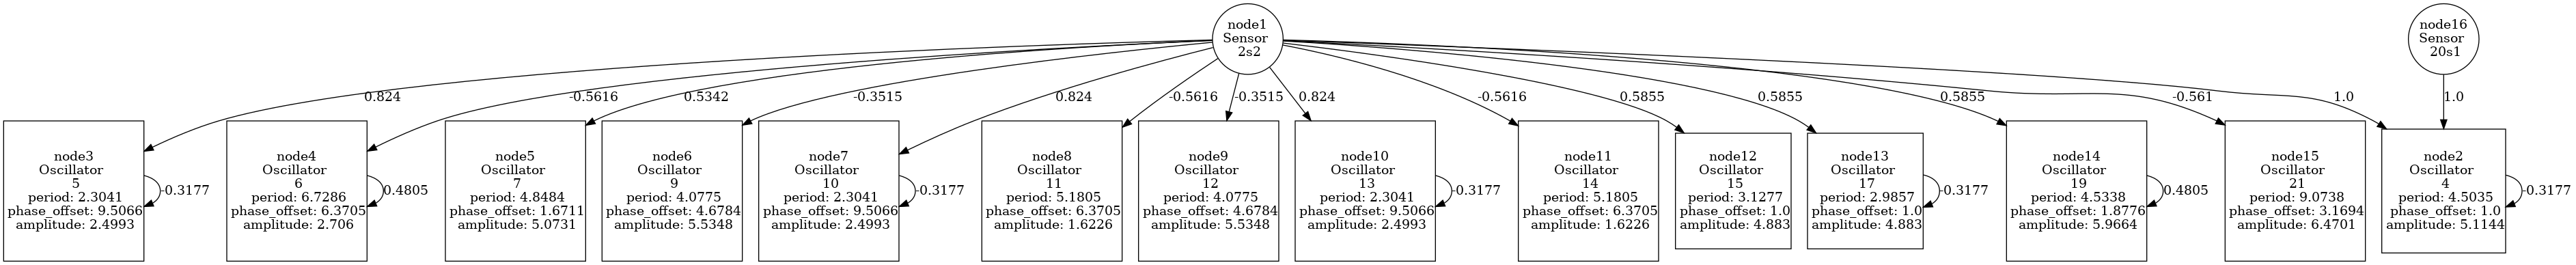 node1
Sensor
2s2
node16
Sensor
20s1
0.824
-0.5616
0.5342
-0.3515
0.824
-0.5616
-0.3515
0.824
-0.5616
0.5855
0.5855
0.5855
-0.561
1.0
1.0
node3
Oscillator
5
period: 2.3041
phase_offset: 9.5066
amplitude: 2.4993
-0.3177
node4
Oscillator
6
period: 6.7286
phase_offset: 6.3705
amplitude: 2.706
0.4805
node5
Oscillator
7
period: 4.8484
phase_offset: 1.6711
amplitude: 5.0731
node6
Oscillator
9
period: 4.0775
phase_offset: 4.6784
amplitude: 5.5348
node7
Oscillator
10
period: 2.3041
phase_offset: 9.5066
amplitude: 2.4993
-0.3177
node8
Oscillator
11
period: 5.1805
phase_offset: 6.3705
amplitude: 1.6226
node9
Oscillator
12
period: 4.0775
phase_offset: 4.6784
amplitude: 5.5348
node10
Oscillator
13
period: 2.3041
phase_offset: 9.5066
amplitude: 2.4993
-0.3177
node11
Oscillator
14
period: 5.1805
phase_offset: 6.3705
amplitude: 1.6226
node12
Oscillator
15
period: 3.1277
phase_offset: 1.0
amplitude: 4.883
node13
Oscillator
17
period: 2.9857
phase_offset: 1.0
amplitude: 4.883
-0.3177
node14
Oscillator
19
period: 4.5338
phase_offset: 1.8776
amplitude: 5.9664
0.4805
node15
Oscillator
21
period: 9.0738
phase_offset: 3.1694
amplitude: 6.4701
node2
Oscillator
4
period: 4.5035
phase_offset: 1.0
amplitude: 5.1144
-0.3177